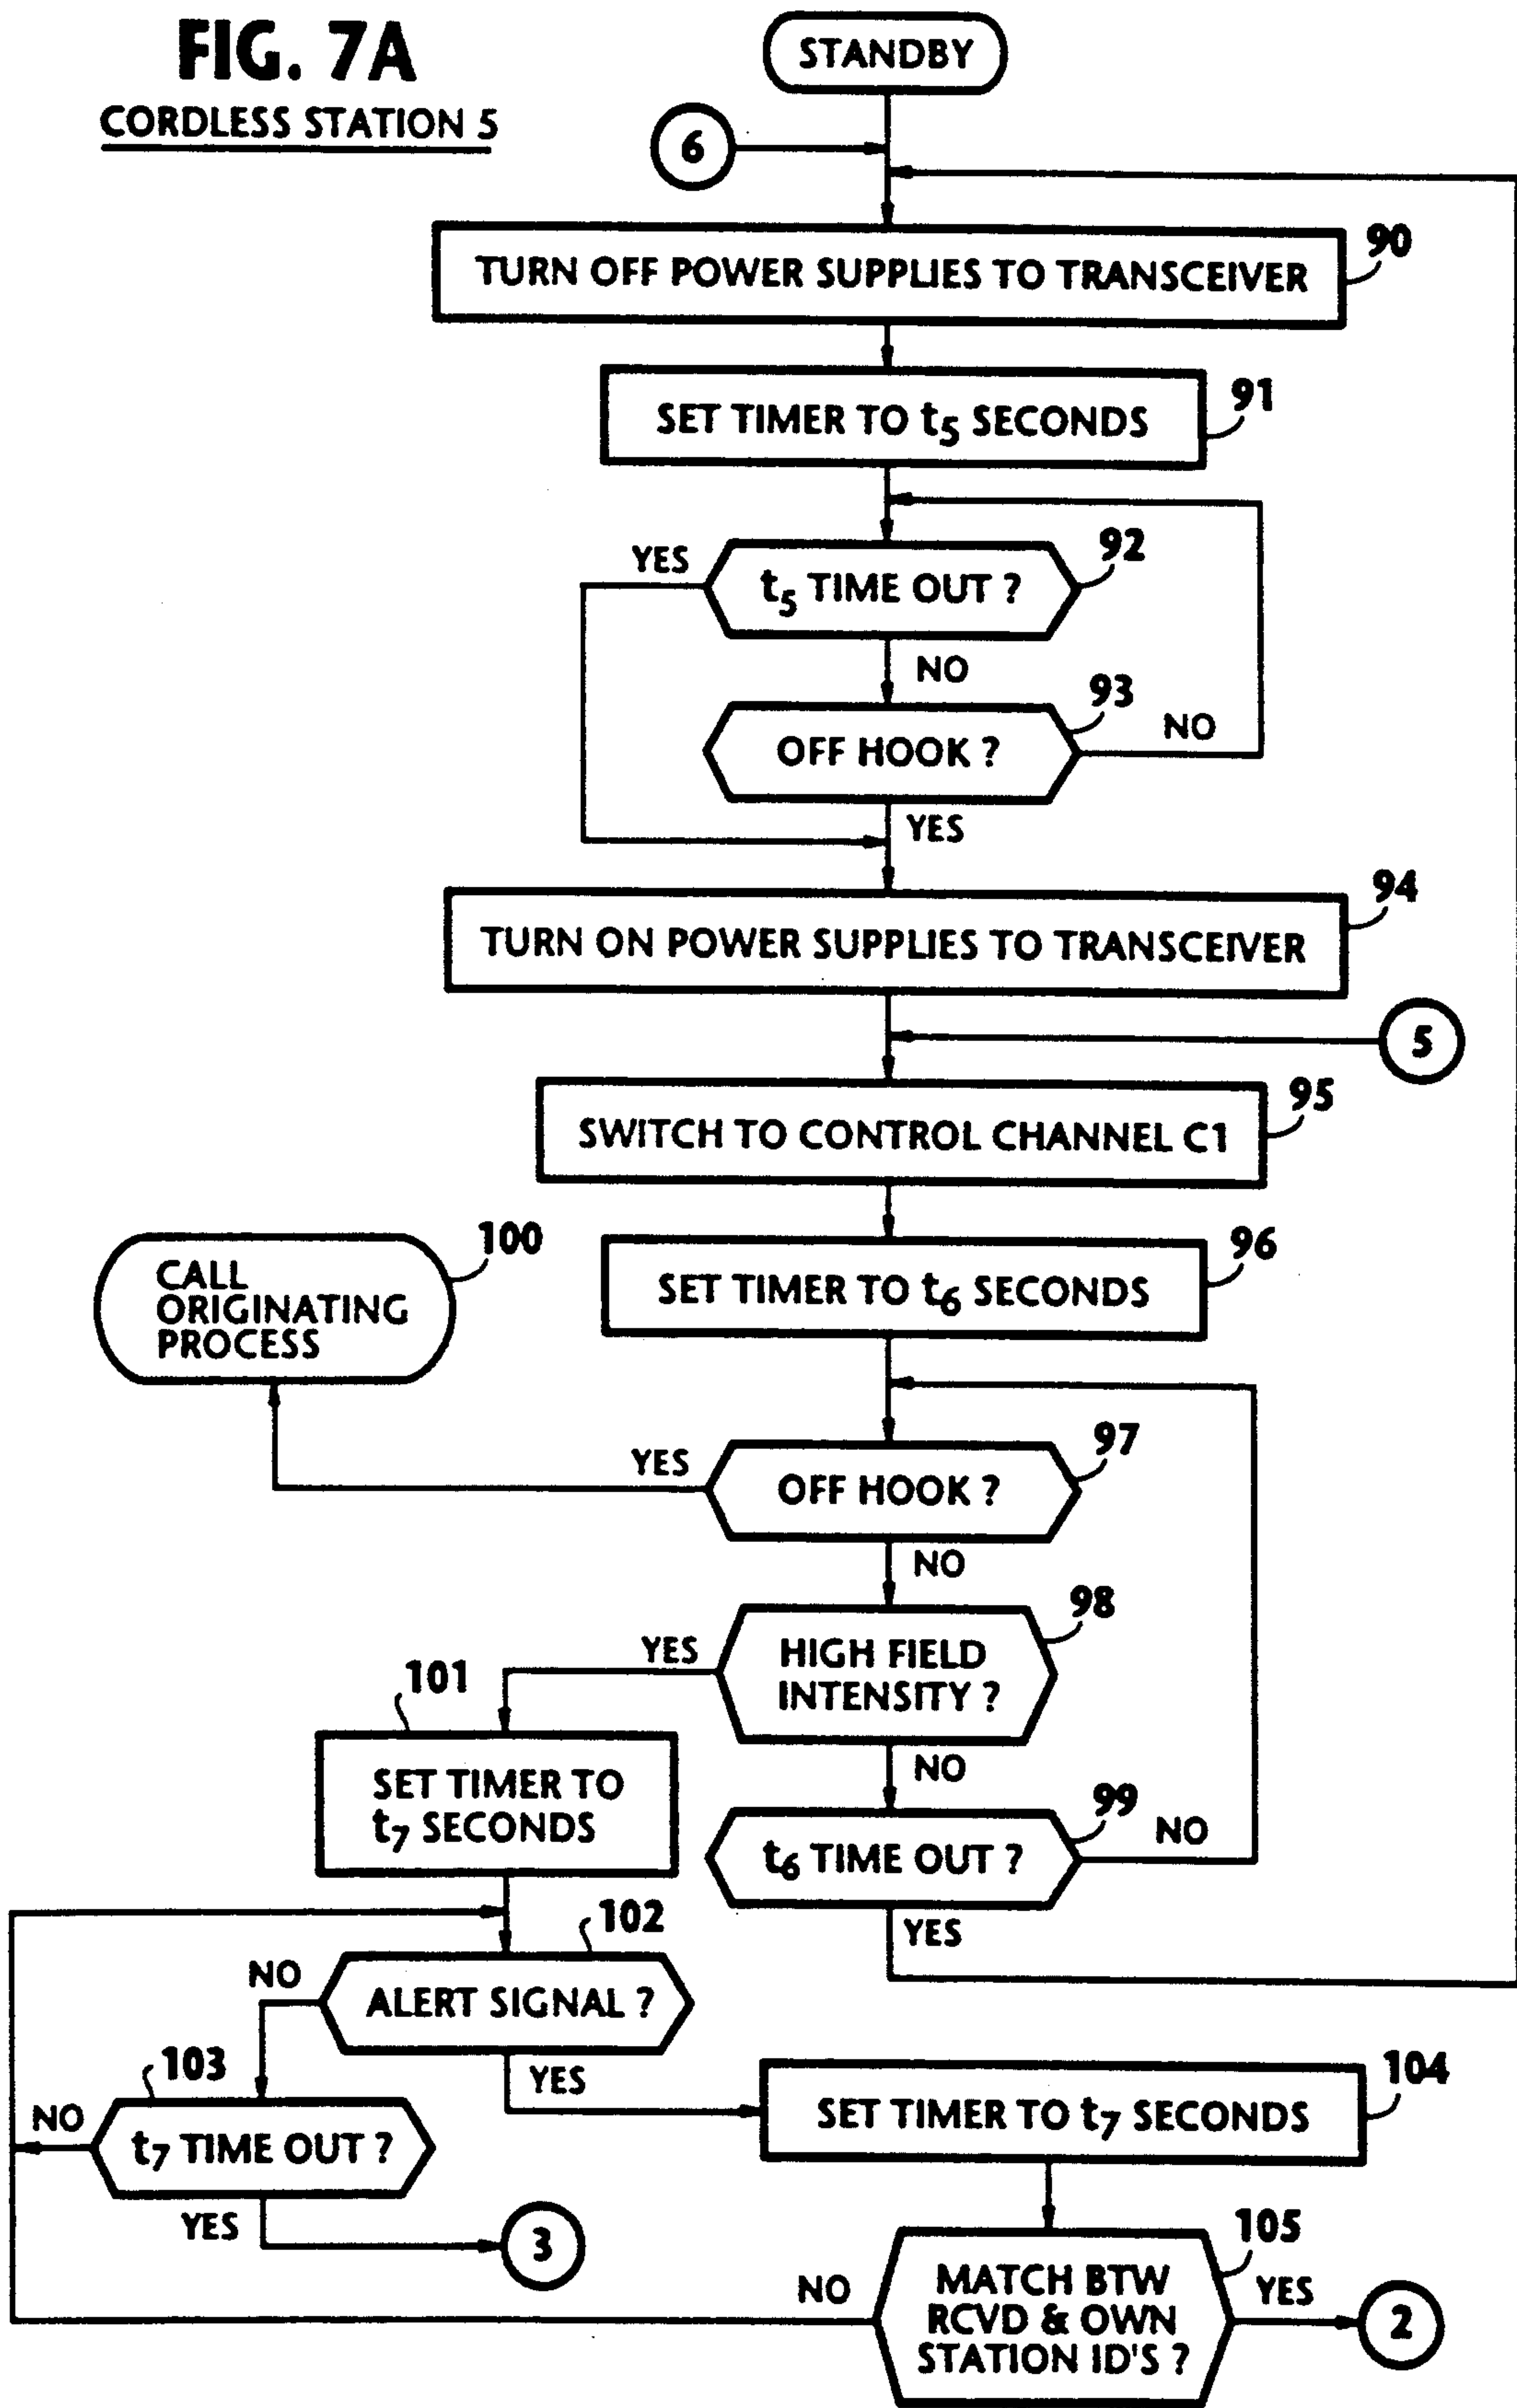 FIG. 7A
CORDLESS STATION 5
STANDBY
6
TURN OFF POWER SUPPLIES TO TRANSCEIVER
90
SET TIMER TO t5 SECONDS
91
t5 TIME OUT ?
92
YES
NO
OFF HOOK ?
93
NO
YES
TURN ON POWER SUPPLIES TO TRANSCEIVER
94
5
SWITCH TO CONTROL CHANNEL C1
95
SET TIMER TO t6 SECONDS
96
CALL
ORIGINATING
PROCESS
100
OFF HOOK ?
97
YES
NO
HIGH FIELD
INTENSITY ?
98
YES
NO
101
SET TIMER TO
t7 SECONDS
t6 TIME OUT ?
99
NO
YES
102
ALERT SIGNAL ?
NO
YES
103
t7 TIME OUT ?
NO
YES
3
SET TIMER TO t7 SECONDS
104
MATCH BTW
RCVD & OWN
STATION ID'S ?
105
NO
YES
2